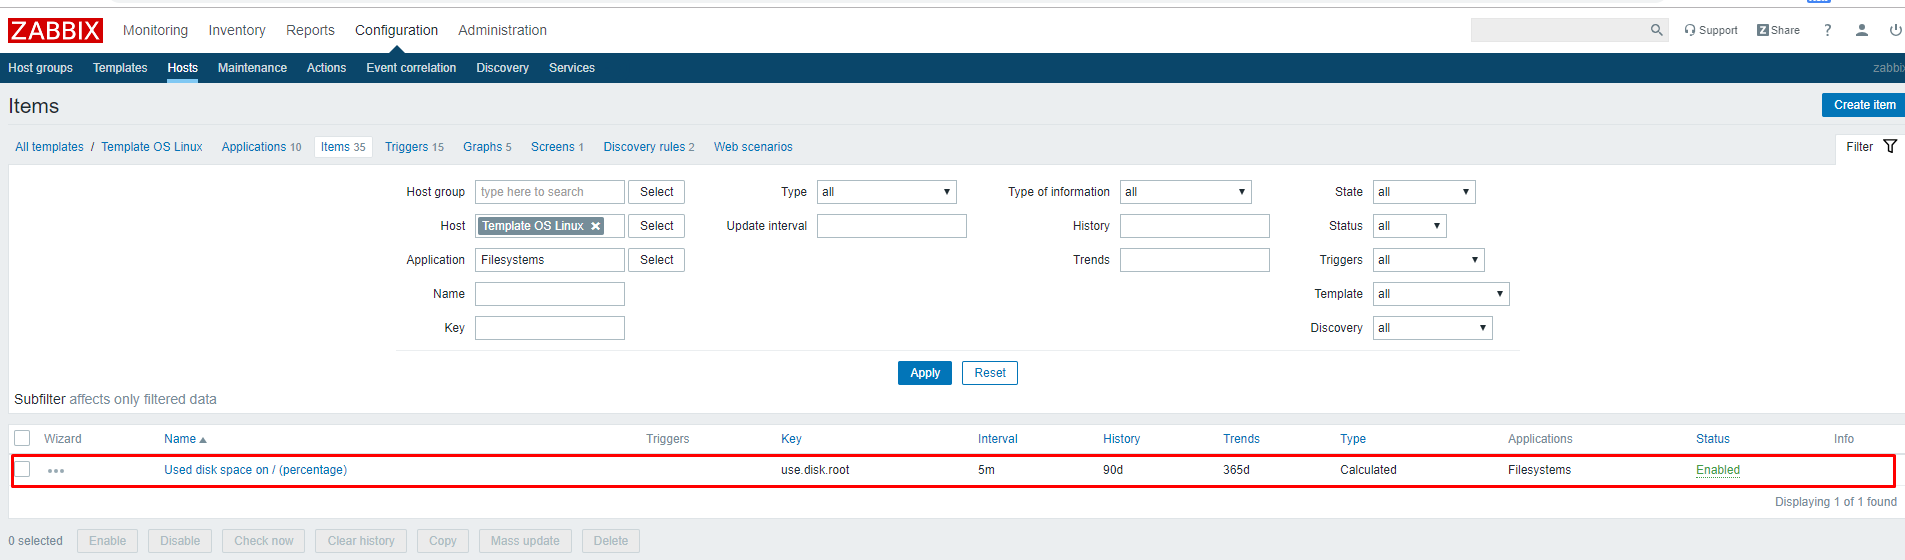 ZABBIX Monitoring Inventory Reports Configuration Administration Support Z Share ?
Host groups Templates Hosts Maintenance Actions Event correlation Discovery Services zabbix
Items Create item
All templates / Template OS Linux Applications 10 Items 35 Triggers 15 Graphs 5 Screens 1 Discovery rules 2 Web scenarios Filter
Host group type here to search Select Type all Type of information all State all
Host Template OS Linux Select Update interval History Status all
Application Filesystems Select Trends Triggers all
Name Template all
Key Discovery all
Apply Reset
Subfilter affects only filtered data
Wizard Name Triggers Key Interval History Trends Type Applications Status Info
Used disk space on / (percentage) use.disk.root 5m 90d 365d Calculated Filesystems Enabled
Displaying 1 of 1 found
0 selected Enable Disable Check now Clear history Copy Mass update Delete